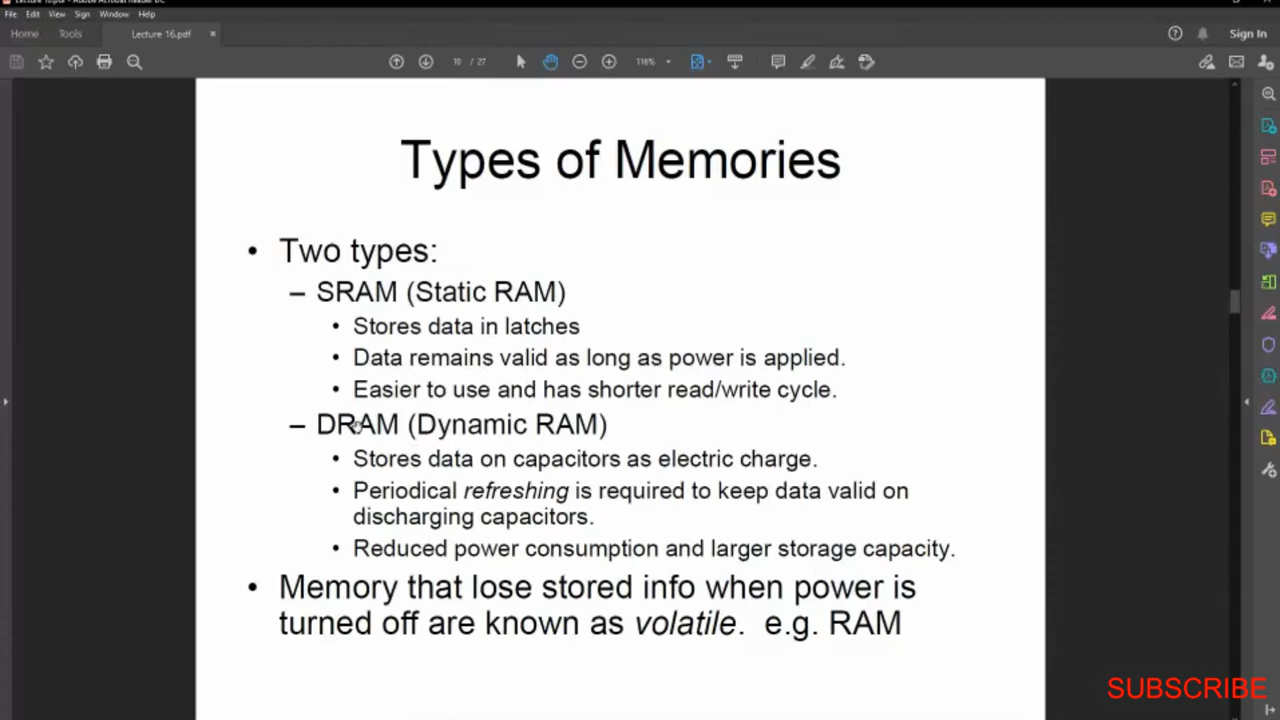 File Edit View Sign Window Help
Home Tools Lecture 16.pdf × Sign In
10 / 27 116%
Types of Memories
• Two types:
– SRAM (Static RAM)
• Stores data in latches
• Data remains valid as long as power is applied.
• Easier to use and has shorter read/write cycle.
– DRAM (Dynamic RAM)
• Stores data on capacitors as electric charge.
• Periodical refreshing is required to keep data valid on
discharging capacitors.
• Reduced power consumption and larger storage capacity.
• Memory that lose stored info when power is
turned off are known as volatile. e.g. RAM
SUBSCRIBE